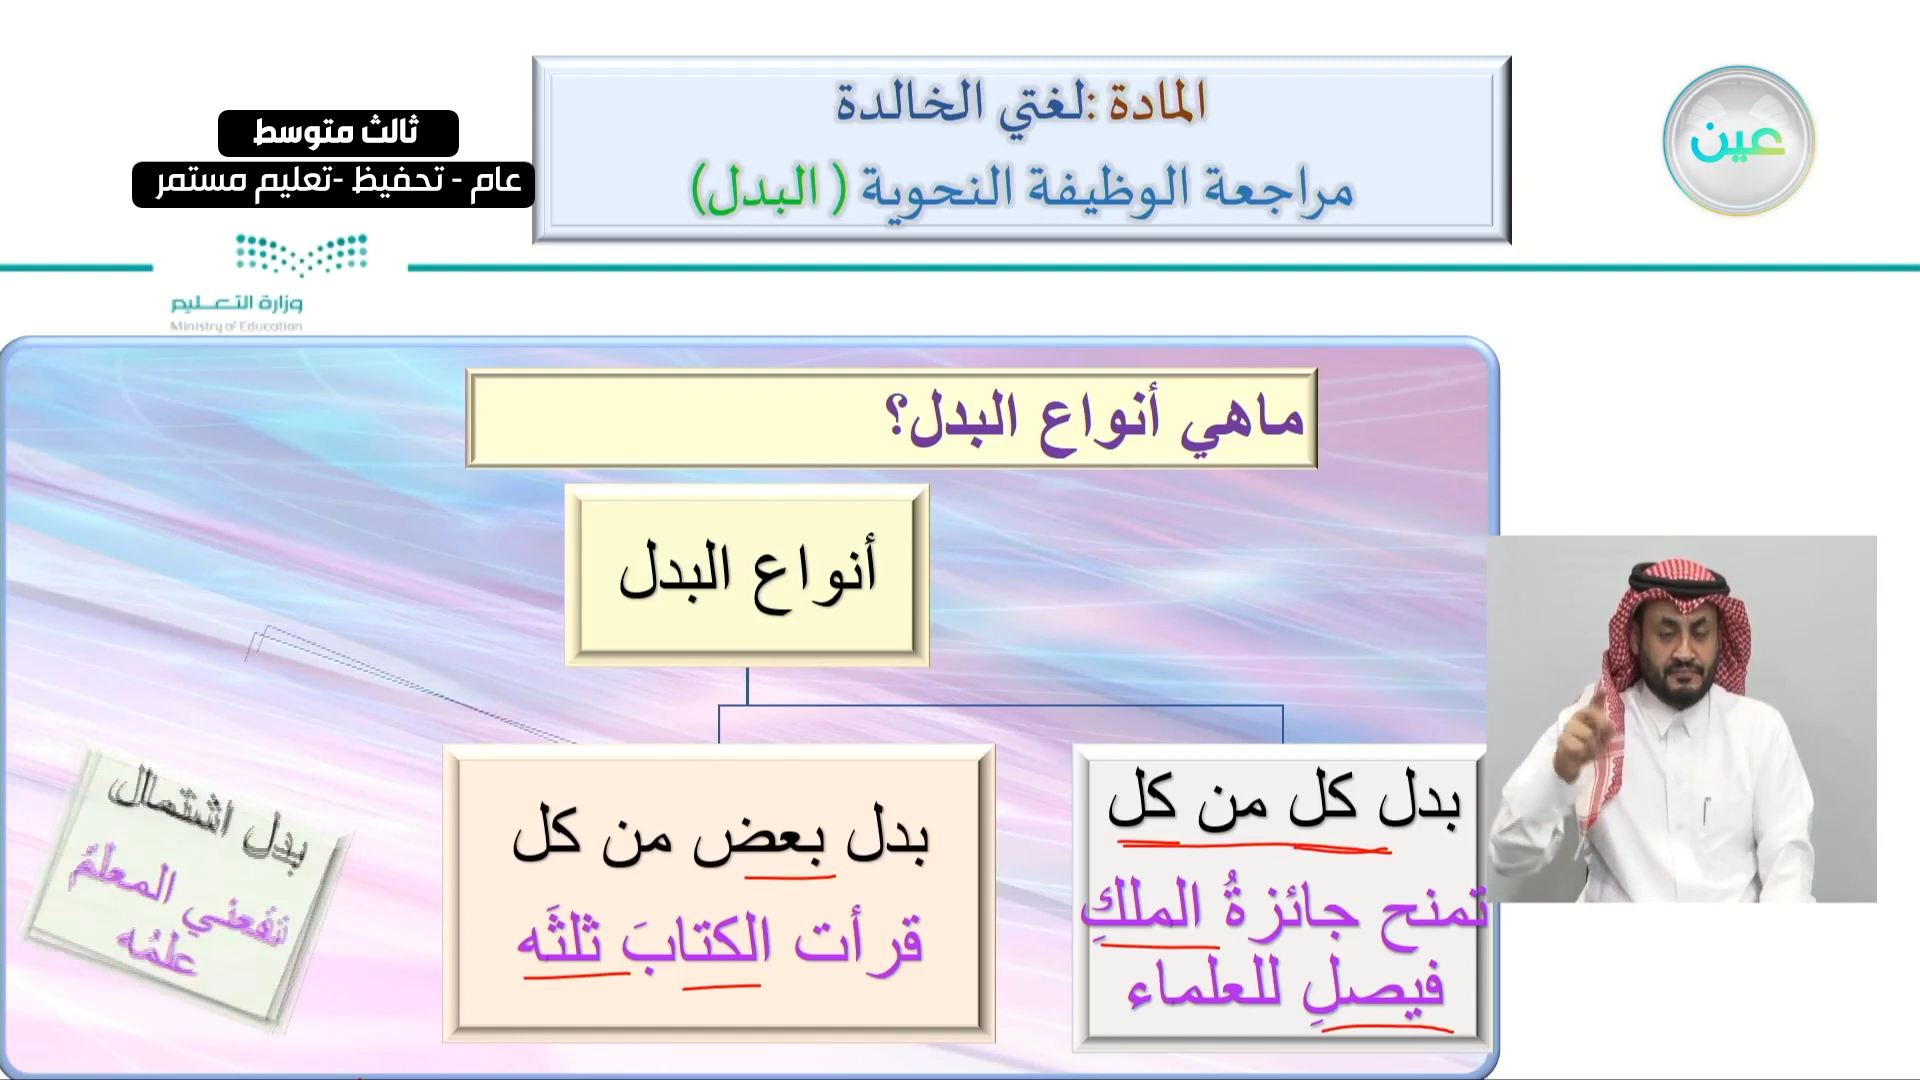 المادة :لغتي الخالدة
مراجعة الوظيفة النحوية ( البدل)
عين
ثالث متوسط
عام - تحفيظ -تعليم مستمر
وزارة التعـــليم
Ministry of Education
ماهي أنواع البدل؟
أنواع البدل
بدل كل من كل
تمنح جائزةُ الملكِ
فيصلِ للعلماء
بدل بعض من كل
قرأت الكتابَ ثلثَه
بدل اشتمال
نفعني المعلمُ
علمُه